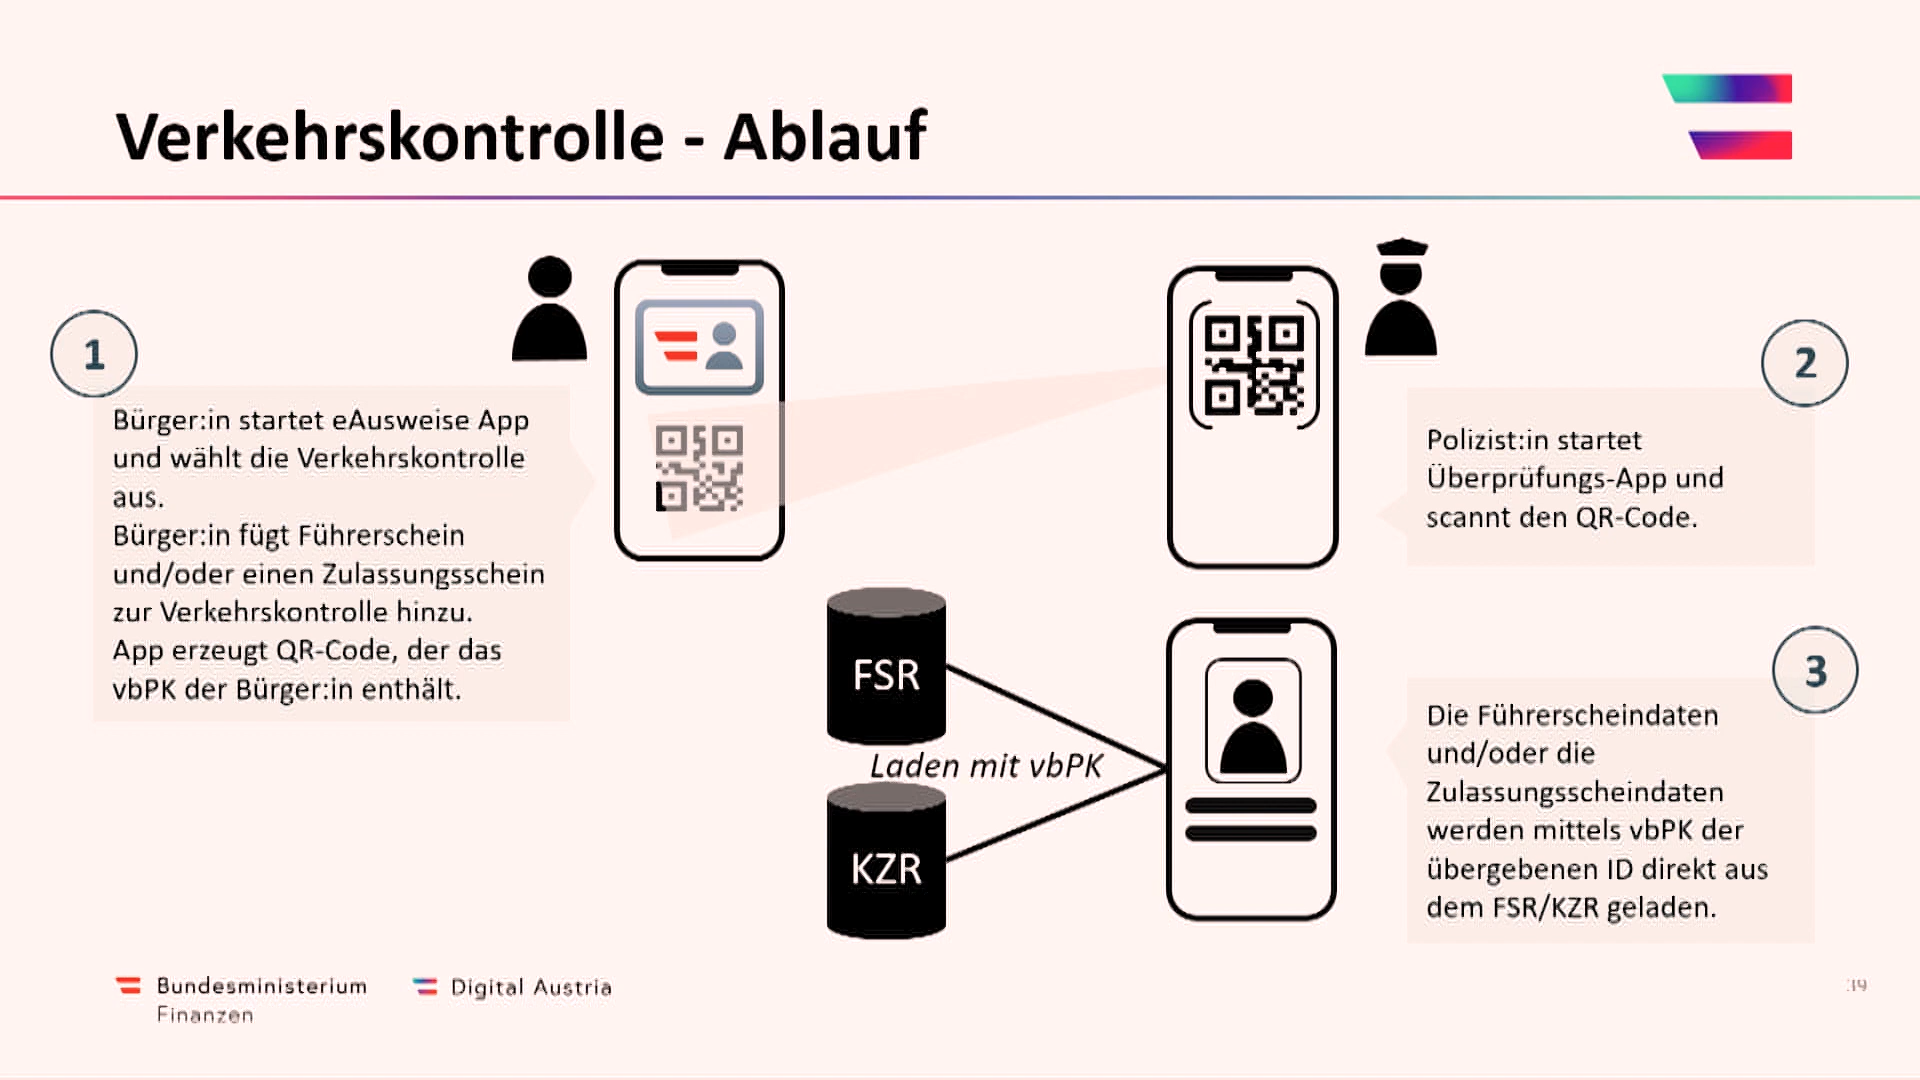 Verkehrskontrolle - Ablauf
1
Bürger:in startet eAusweise App
und wählt die Verkehrskontrolle
aus.
Bürger:in fügt Führerschein
und/oder einen Zulassungsschein
zur Verkehrskontrolle hinzu.
App erzeugt QR-Code, der das
vbPK der Bürger:in enthält.
2
Polizist:in startet
Überprüfungs-App und
scannt den QR-Code.
FSR
Laden mit vbPK
KZR
3
Die Führerscheindaten
und/oder die
Zulassungsscheindaten
werden mittels vbPK der
übergebenen ID direkt aus
dem FSR/KZR geladen.
Bundesministerium
Finanzen
Digital Austria
39